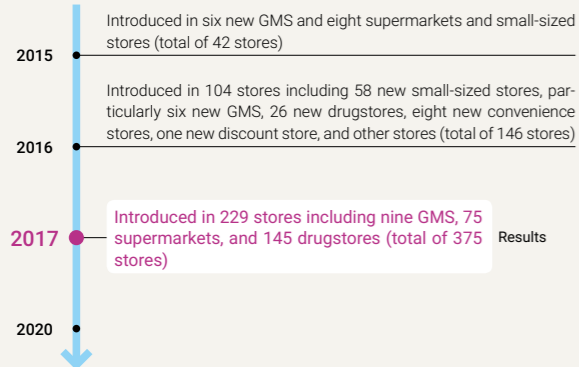 Introduced in six new GMS and eight supermarkets and small-sized
stores (total of 42 stores)
2015
Introduced in 104 stores including 58 new small-sized stores, par-
ticularly six new GMS, 26 new drugstores, eight new convenience
stores, one new discount store, and other stores (total of 146 stores)
2016
Introduced in 229 stores including nine GMS, 75
supermarkets, and 145 drugstores (total of 375
stores)
2017
Results
2020